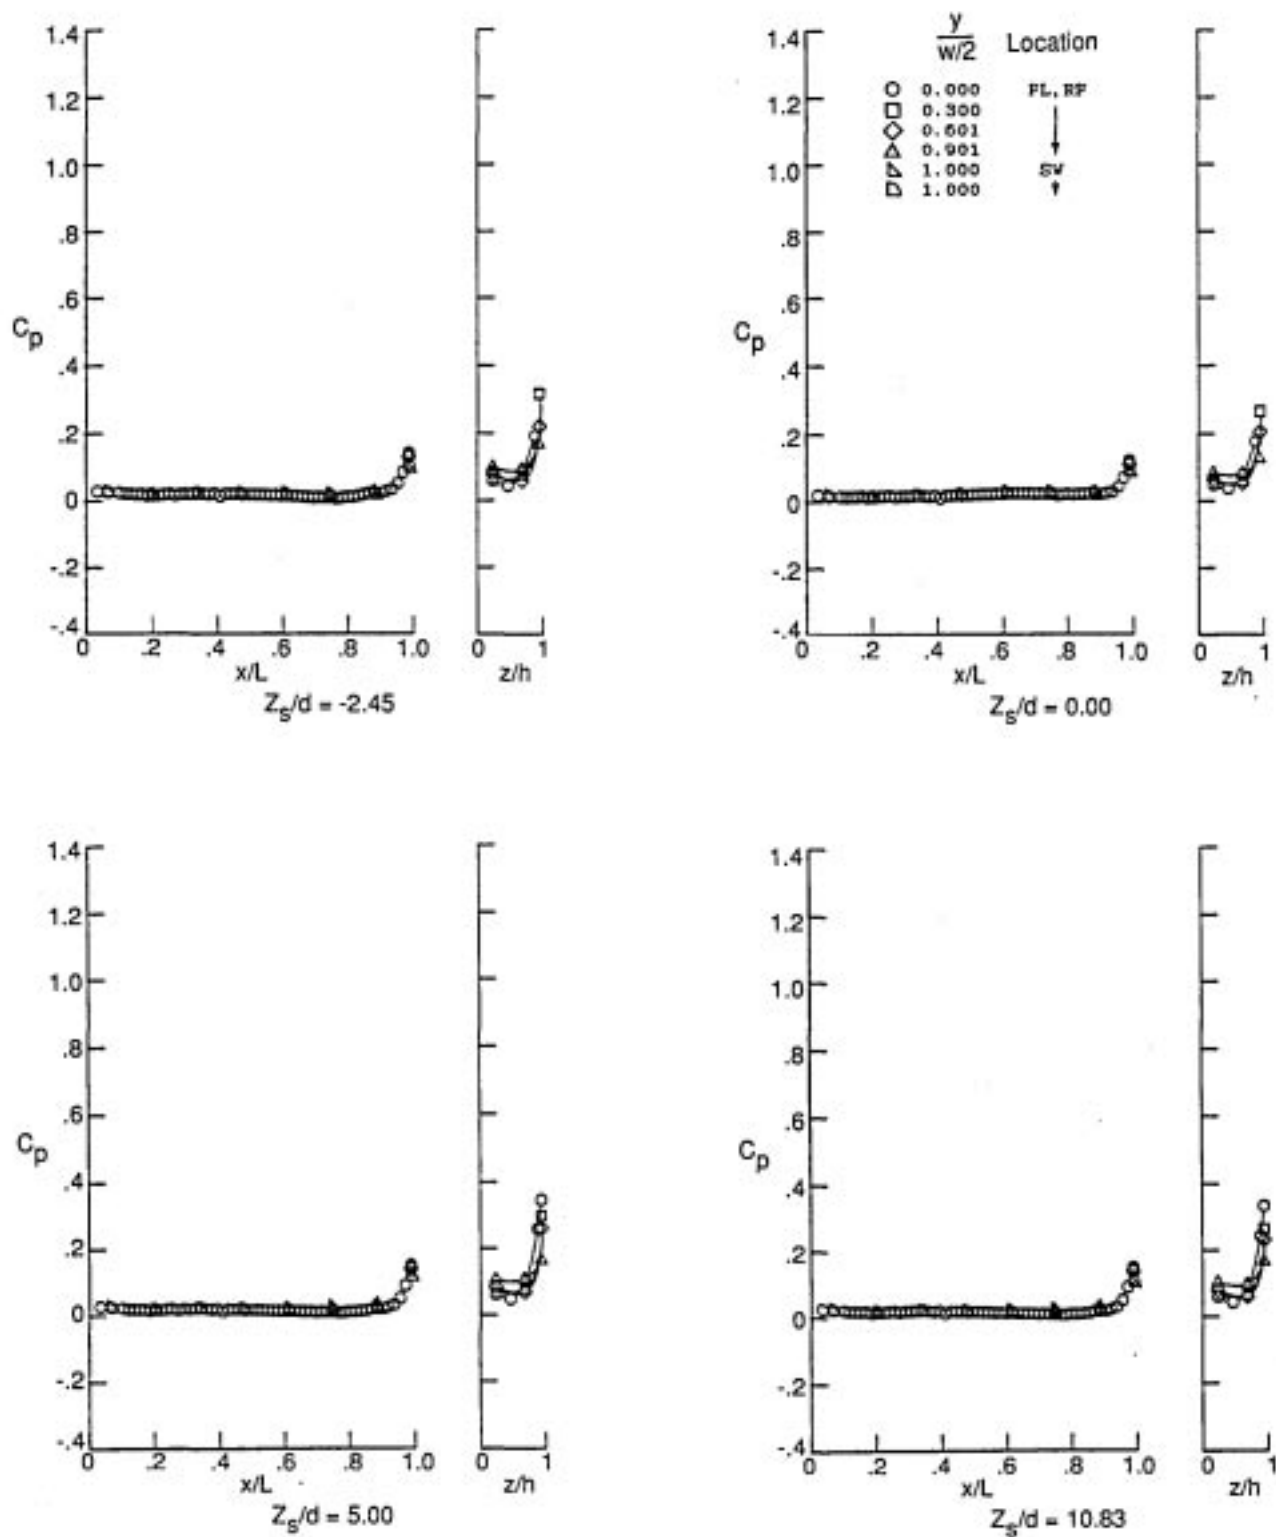 1.4
1.2
1.0
.8
.6
Cp
.4
.2
0
-.2
-.4
0 .2 .4 .6 .8 1.0
x/L
0 1
z/h
Zs/d = -2.45
y
w/2
Location
0.000 FL,RF
0.300
0.601
0.901
1.000 SW
1.000
1.4
1.2
1.0
.8
.6
Cp
.4
.2
0
-.2
-.4
0 .2 .4 .6 .8 1.0
x/L
0 1
z/h
Zs/d = 0.00
1.4
1.2
1.0
.8
.6
Cp
.4
.2
0
-.2
-.4
0 .2 .4 .6 .8 1.0
x/L
0 1
z/h
Zs/d = 5.00
1.4
1.2
1.0
.8
.6
Cp
.4
.2
0
-.2
-.4
0 .2 .4 .6 .8 1.0
x/L
0 1
z/h
Zs/d = 10.83